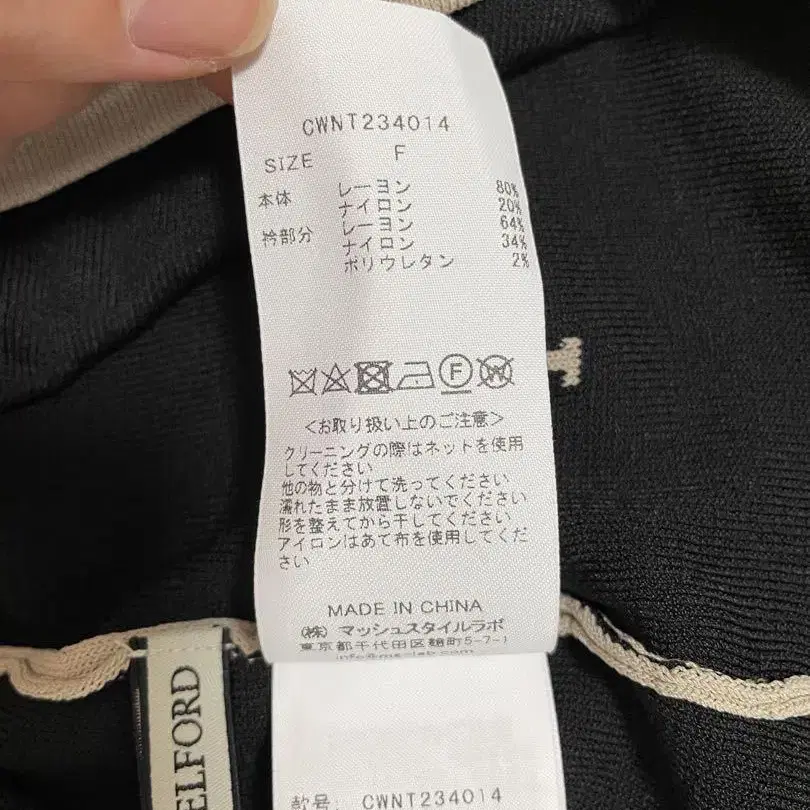 CWNT234014
SIZE F
本体 レーヨン 80%
ナイロン 20%
衿部分 レーヨン 64%
ナイロン 34%
ポリウレタン 2%
F W
<お取り扱い上のご注意>
クリーニングの際はネットを使用
してください
他の物と分けて洗ってください
濡れたまま放置しないでください
形を整えてから干してください
アイロンはあて布を使用してくだ
さい
MADE IN CHINA
(株) マッシュスタイルラボ
東京都千代田区麹町5-7-1
ELFORD
款号: CWNT234014
T